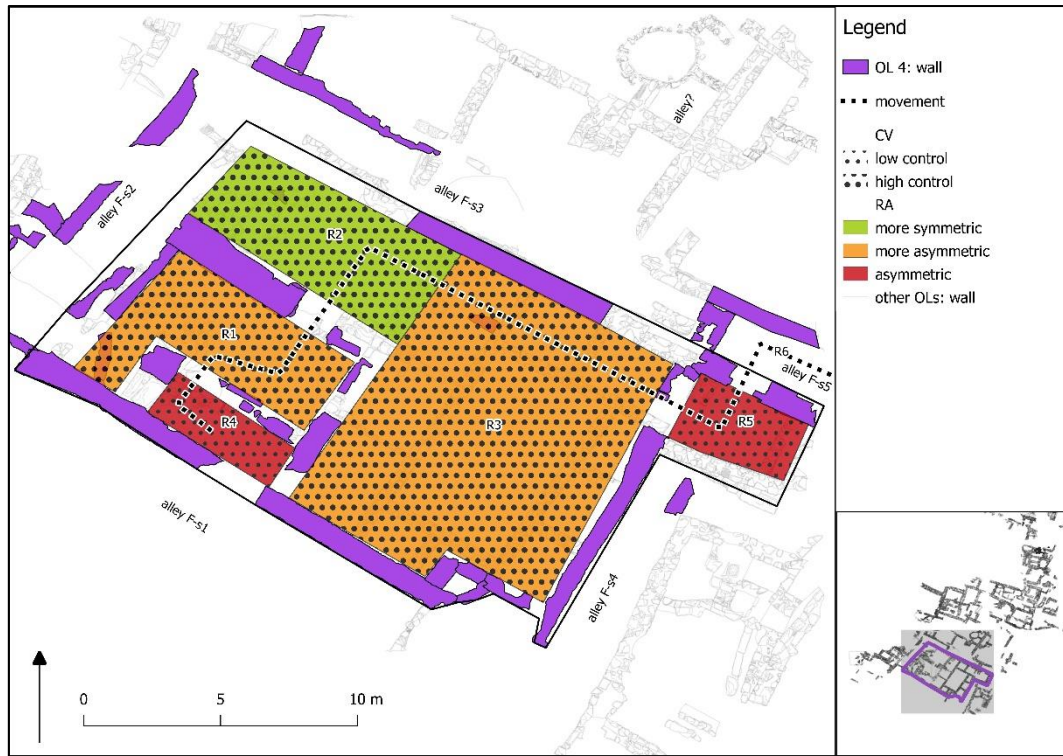 alley?
alley F-s3
alley F-s2
R2
R1
R6
alley F-s5
R3
R5
R4
alley F-s1
alley F-s4
0 5 10 m
Legend
OL 4: wall
movement
CV
low control
high control
RA
more symmetric
more asymmetric
asymmetric
other OLs: wall